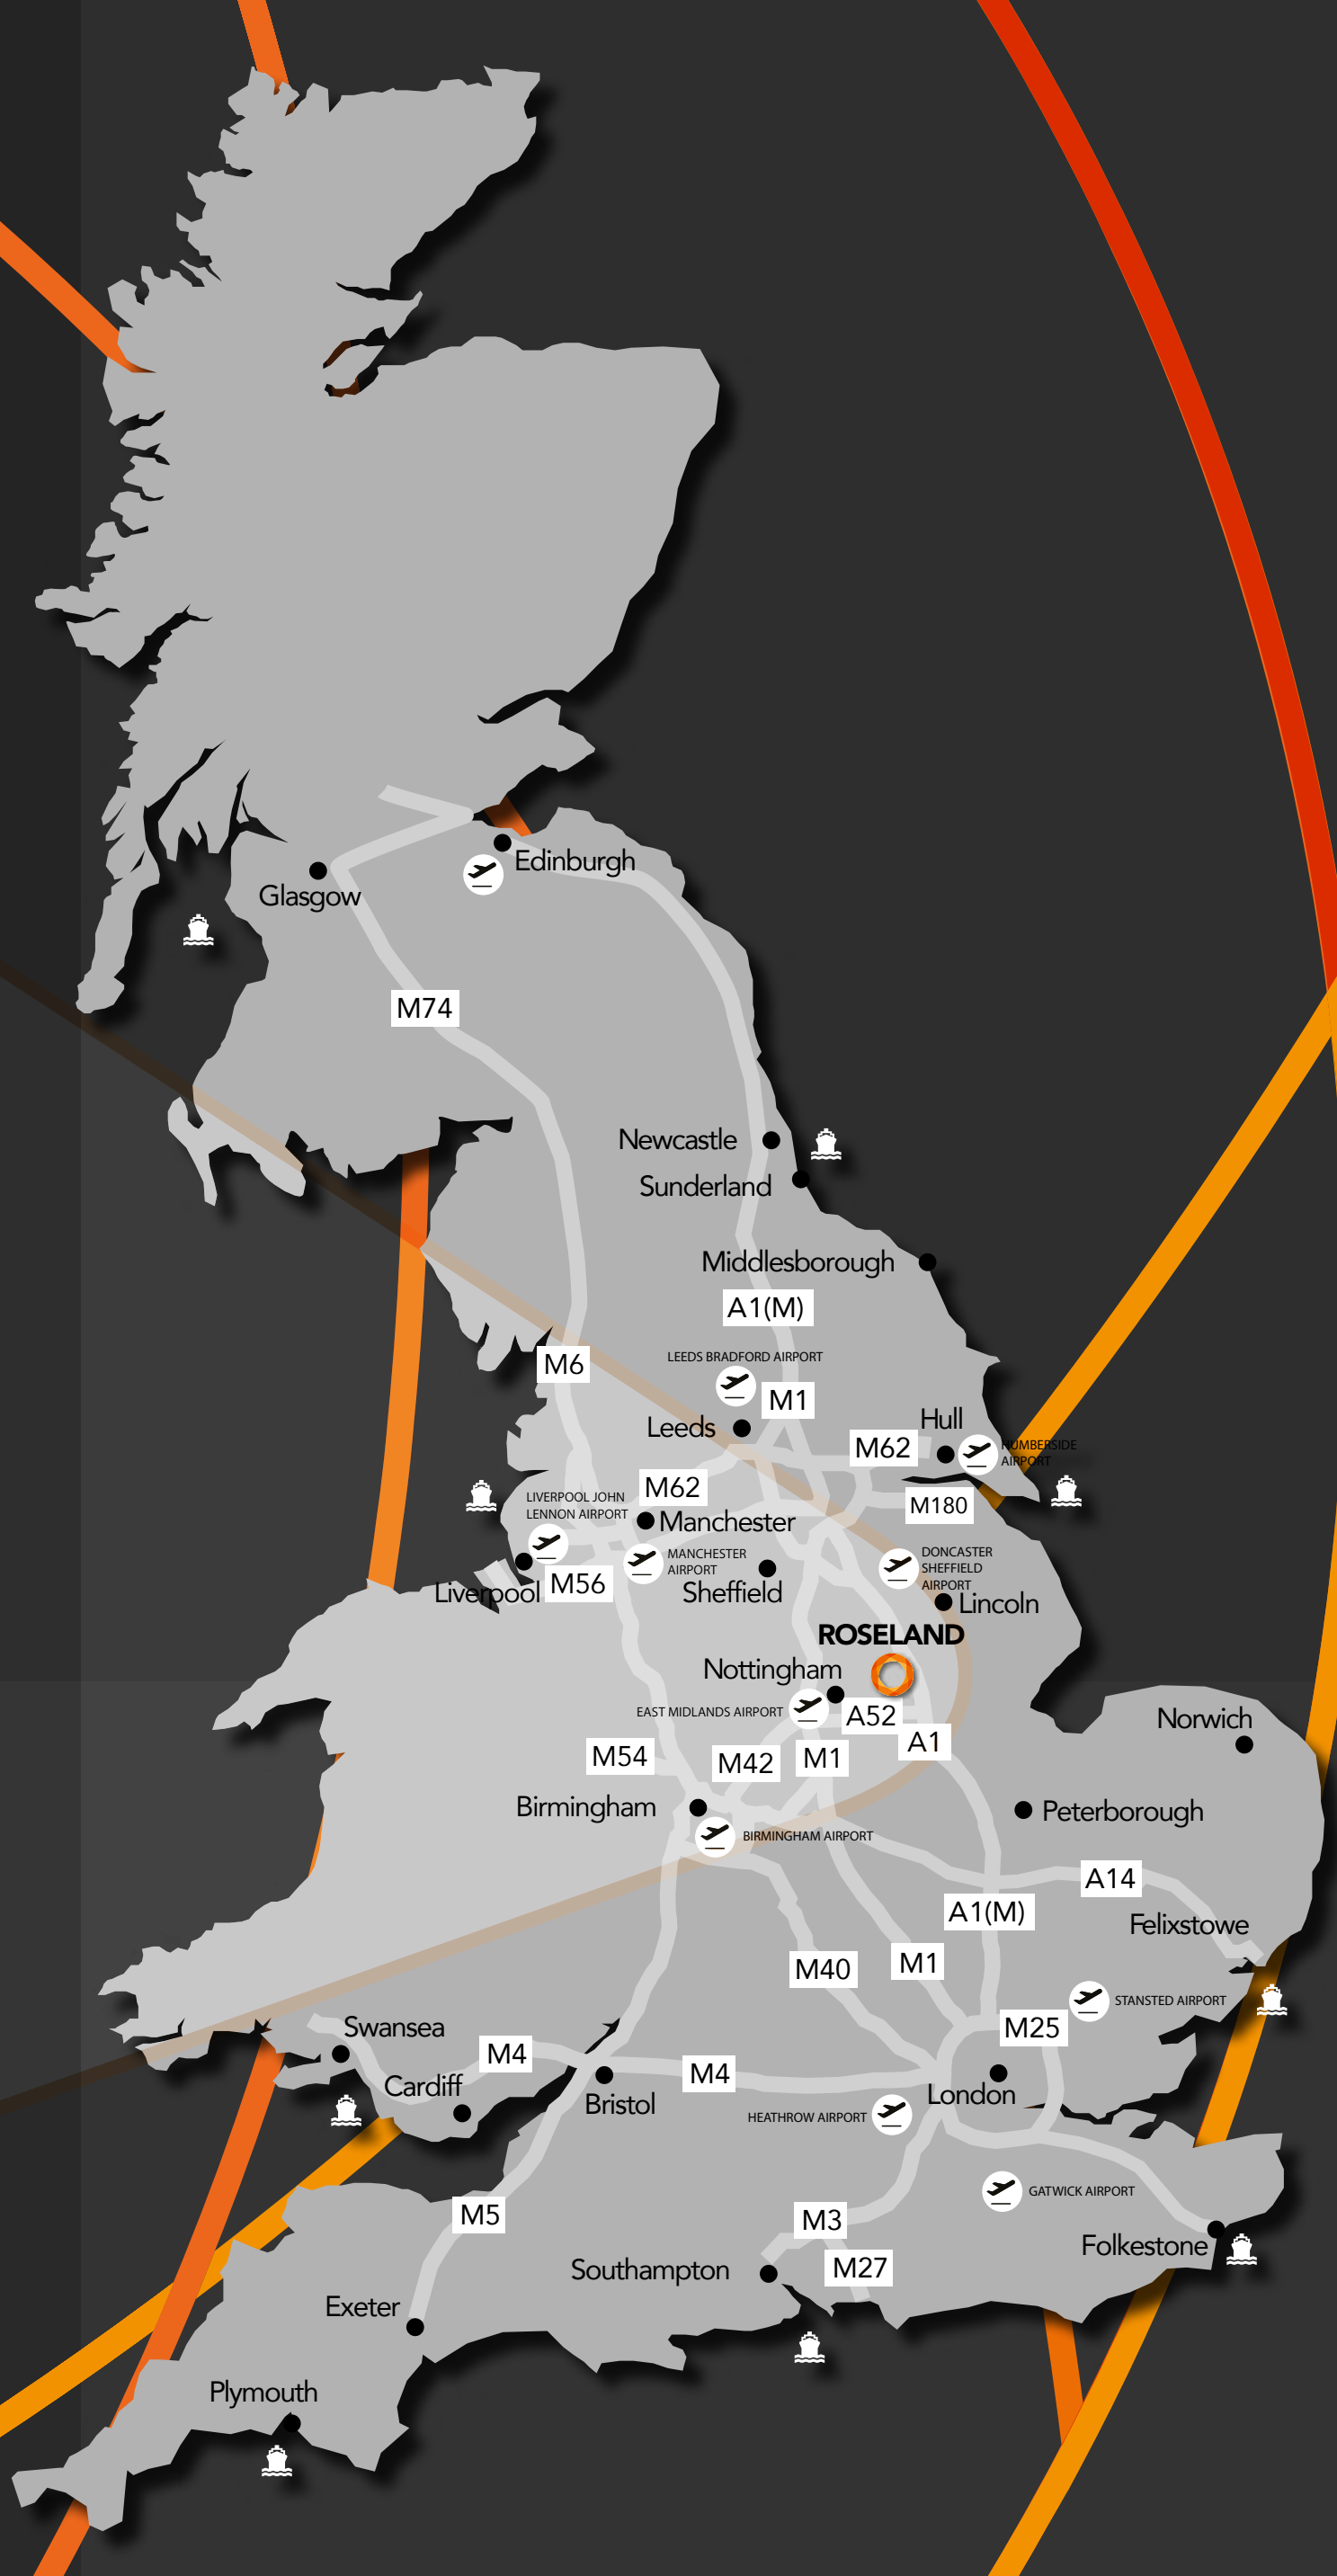 Edinburgh
Glasgow
M74
Newcastle
Sunderland
Middlesborough
A1(M)
LEEDS BRADFORD AIRPORT
M6
M1
Leeds
Hull
M62
HUMBERSIDE
AIRPORT
M62
LIVERPOOL JOHN
LENNON AIRPORT
M180
Manchester
MANCHESTER
AIRPORT
DONCASTER
SHEFFIELD
AIRPORT
Liverpool
M56
Sheffield
Lincoln
ROSELAND
Nottingham
EAST MIDLANDS AIRPORT
A52
Norwich
A1
M54
M42
M1
Birmingham
Peterborough
BIRMINGHAM AIRPORT
A14
A1(M)
Felixstowe
M1
M40
STANSTED AIRPORT
Swansea
M25
M4
M4
Cardiff
London
Bristol
HEATHROW AIRPORT
GATWICK AIRPORT
M5
M3
Folkestone
Southampton
M27
Exeter
Plymouth